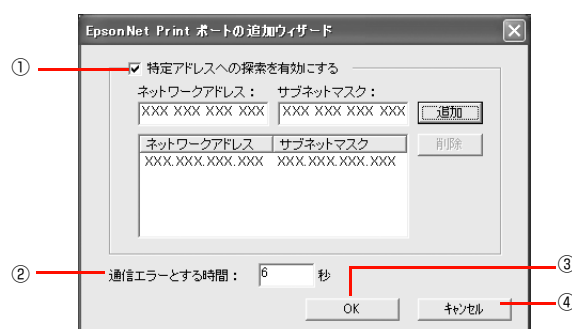 EpsonNet Print ポートの追加ウィザード
① 特定アドレスへの探索を有効にする
ネットワークアドレス： サブネットマスク：
XXX XXX XXX XXX XXX XXX XXX XXX 追加
ネットワークアドレス サブネットマスク 削除
XXX.XXX.XXX.XXX XXX.XXX.XXX.XXX
② 通信エラーとする時間： 6 秒
③
OK キャンセル ④